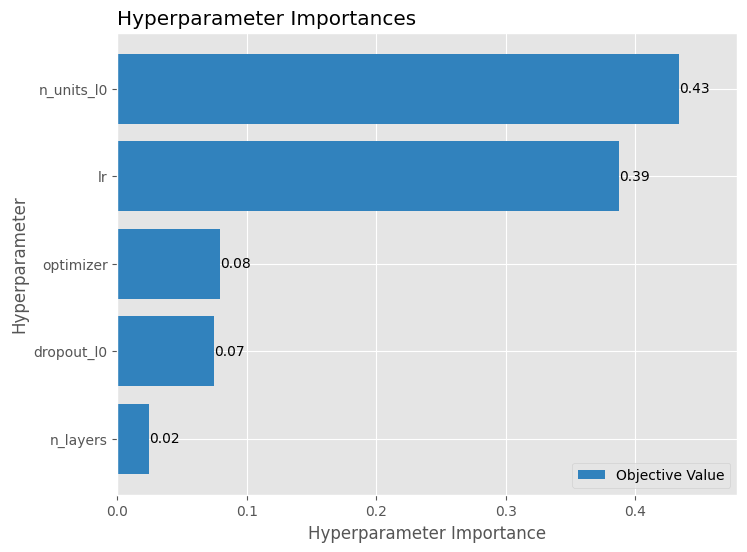 Hyperparameter Importances
Hyperparameter
n_units_l0
0.43
lr
0.39
optimizer
0.08
dropout_l0
0.07
n_layers
0.02
Objective Value
0.0 0.1 0.2 0.3 0.4
Hyperparameter Importance